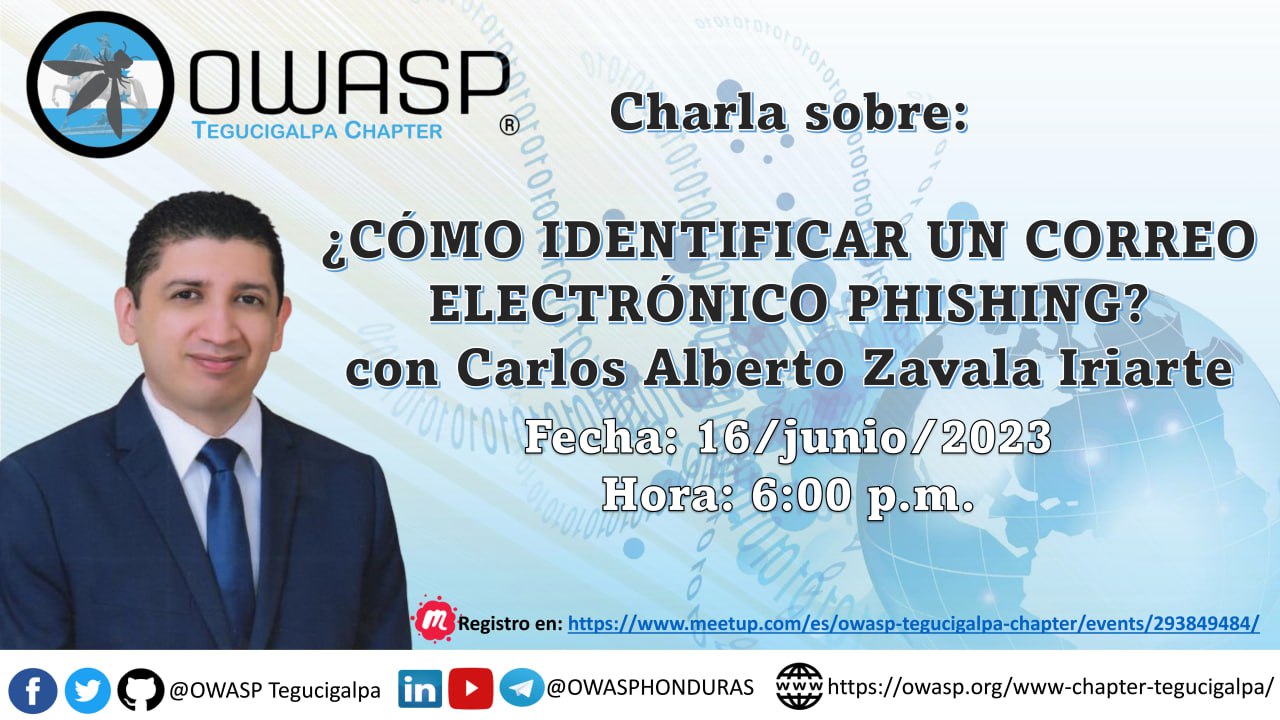 OWASP
TEGUCIGALPA CHAPTER
®
Charla sobre:
¿CÓMO IDENTIFICAR UN CORREO
ELECTRÓNICO PHISHING?
con Carlos Alberto Zavala Iriarte
Fecha: 16/junio/2023
Hora: 6:00 p.m.
Registro en: https://www.meetup.com/es/owasp-tegucigalpa-chapter/events/293849484/
@OWASP Tegucigalpa
@OWASPHONDURAS
https://owasp.org/www-chapter-tegucigalpa/